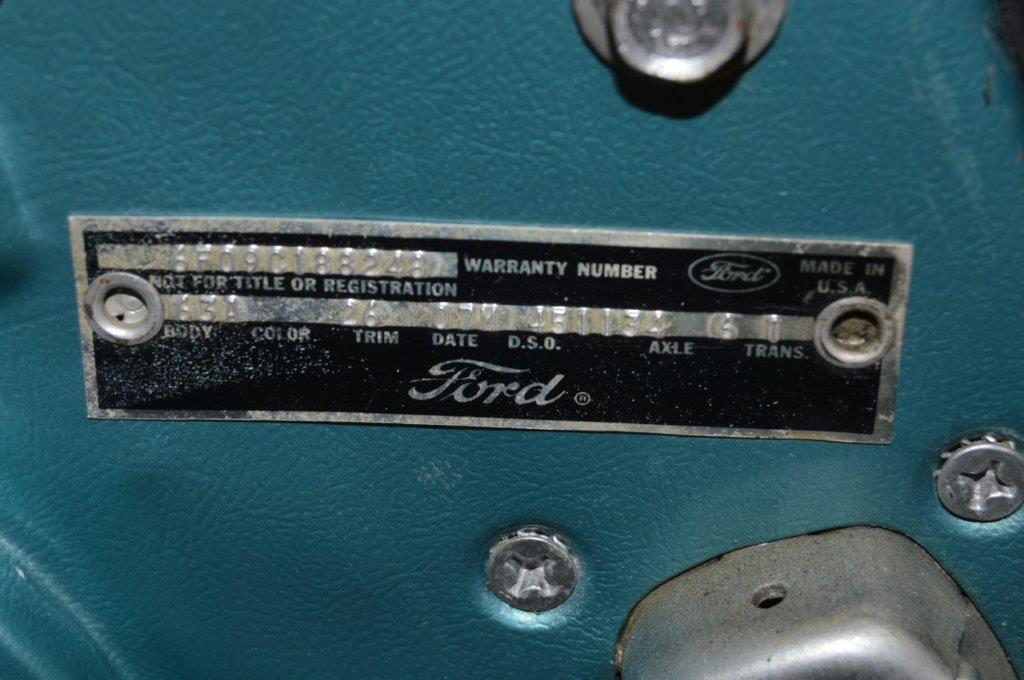 6F09C188248 WARRANTY NUMBER Ford MADE IN U.S.A.
NOT FOR TITLE OR REGISTRATION
63A 26 07M 451134 6 1
BODY COLOR TRIM DATE D.S.O. AXLE TRANS.
Ford ®